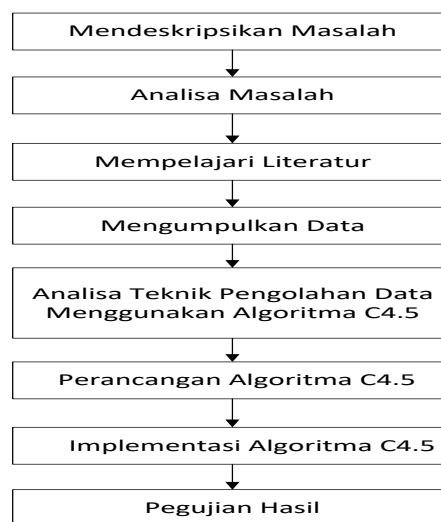 Mendeskripsikan Masalah
Analisa Masalah
Mempelajari Literatur
Mengumpulkan Data
Analisa Teknik Pengolahan Data
Menggunakan Algoritma C4.5
Perancangan Algoritma C4.5
Implementasi Algoritma C4.5
Pegujian Hasil